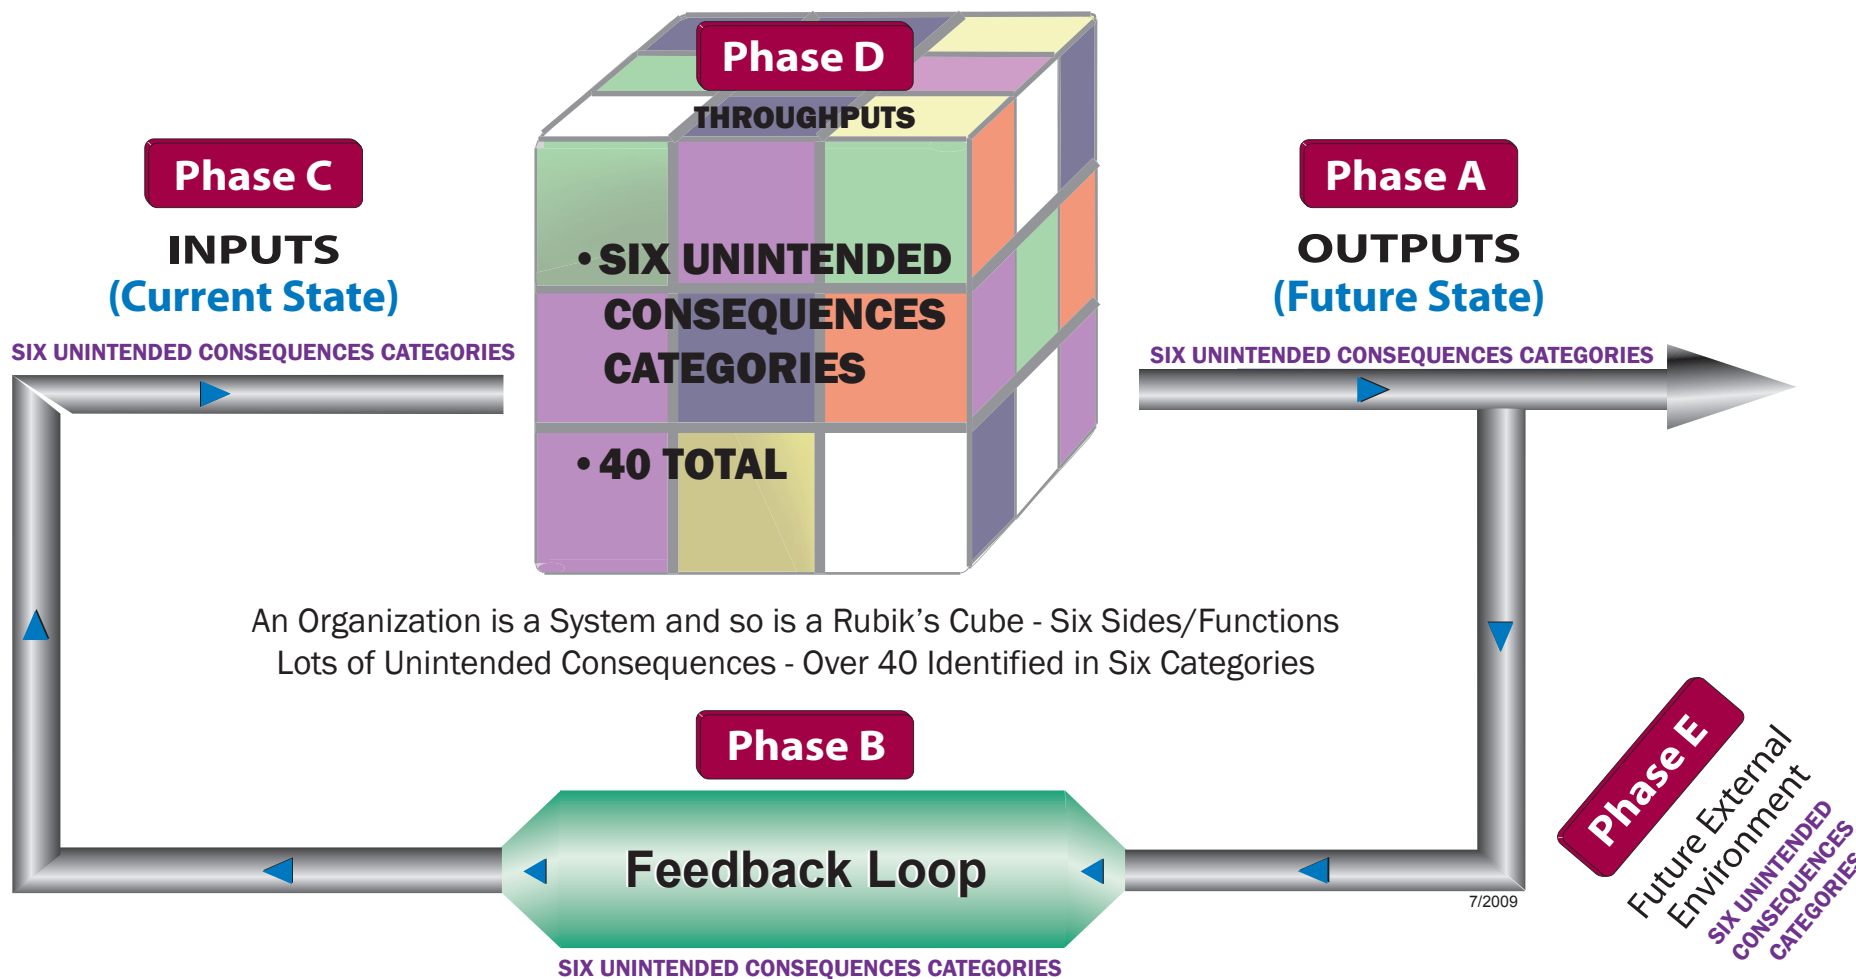 Phase D
THROUGHPUTS
Phase C
INPUTS
(Current State)
SIX UNINTENDED CONSEQUENCES CATEGORIES
• SIX UNINTENDED
CONSEQUENCES
CATEGORIES
• 40 TOTAL
Phase A
OUTPUTS
(Future State)
SIX UNINTENDED CONSEQUENCES CATEGORIES
An Organization is a System and so is a Rubik’s Cube - Six Sides/Functions
Lots of Unintended Consequences - Over 40 Identified in Six Categories
Phase B
Feedback Loop
SIX UNINTENDED CONSEQUENCES CATEGORIES
7/2009
Phase E
Future External
Environment
SIX UNINTENDED
CONSEQUENCES
CATEGORIES